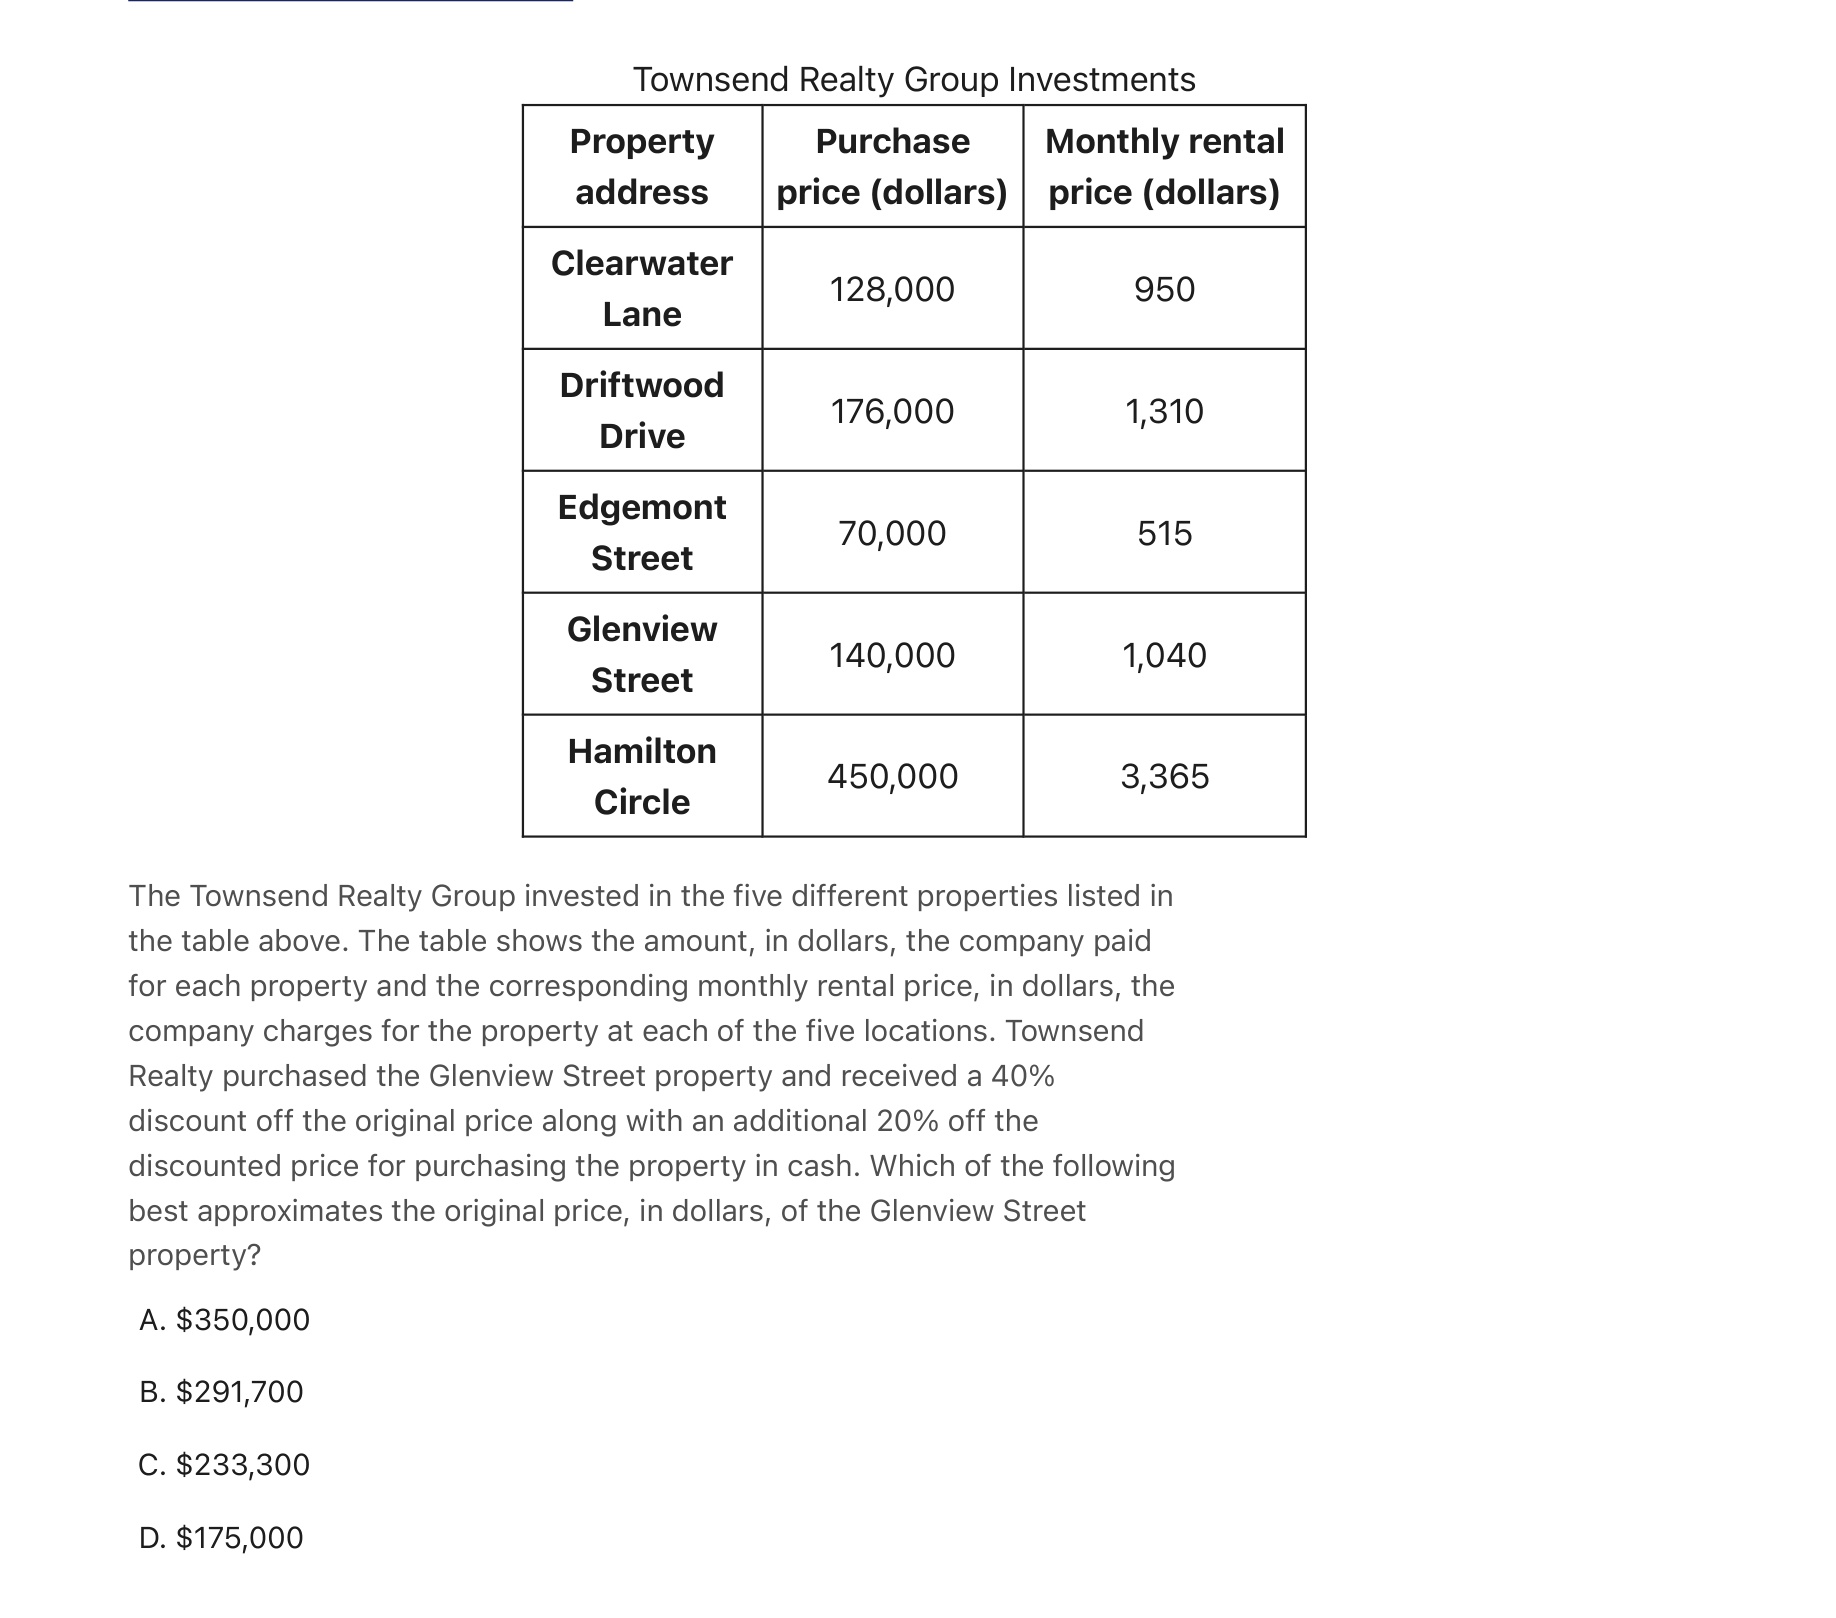 Townsend Realty Group Investments
Property address
Purchase price (dollars)
Monthly rental price (dollars)
Clearwater Lane
128,000
950
Driftwood Drive
176,000
1,310
Edgemont Street
70,000
515
Glenview Street
140,000
1,040
Hamilton Circle
450,000
3,365
The Townsend Realty Group invested in the five different properties listed in
the table above. The table shows the amount, in dollars, the company paid
for each property and the corresponding monthly rental price, in dollars, the
company charges for the property at each of the five locations. Townsend
Realty purchased the Glenview Street property and received a 40%
discount off the original price along with an additional 20% off the
discounted price for purchasing the property in cash. Which of the following
best approximates the original price, in dollars, of the Glenview Street
property?
A. $350,000
B. $291,700
C. $233,300
D. $175,000